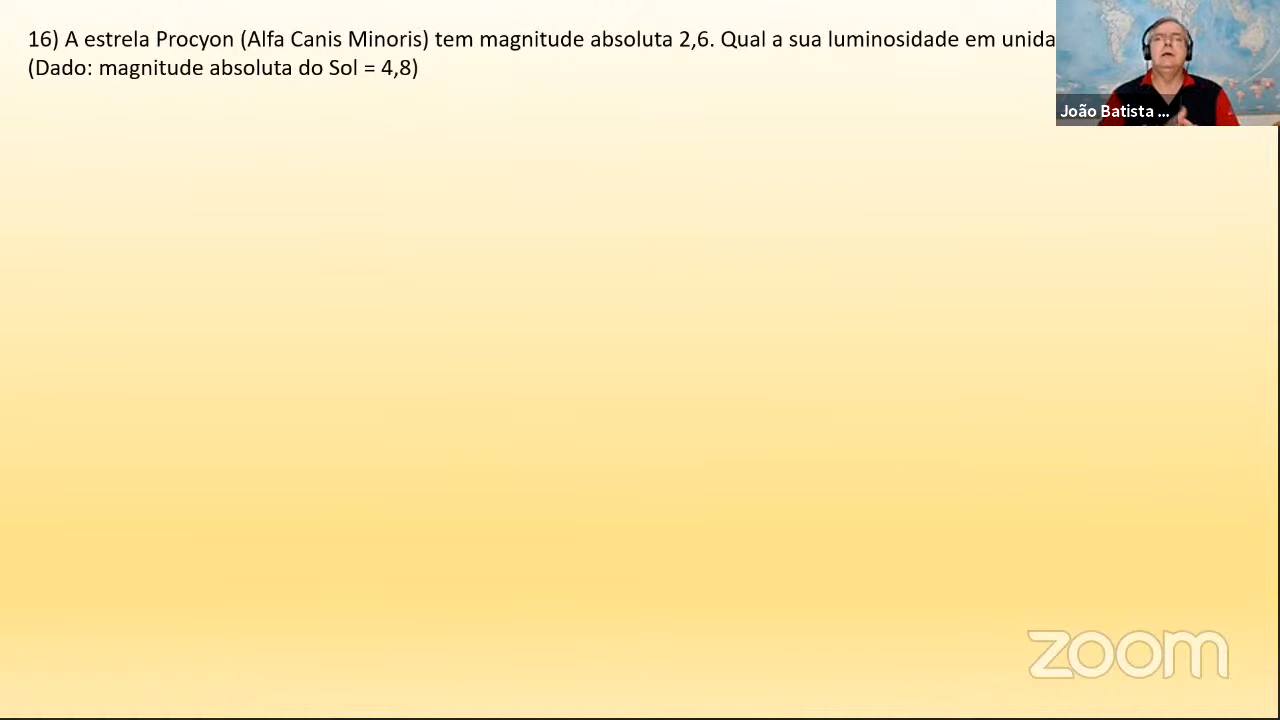 16) A estrela Procyon (Alfa Canis Minoris) tem magnitude absoluta 2,6. Qual a sua luminosidade em unida
(Dado: magnitude absoluta do Sol = 4,8)
João Batista ...
zoom